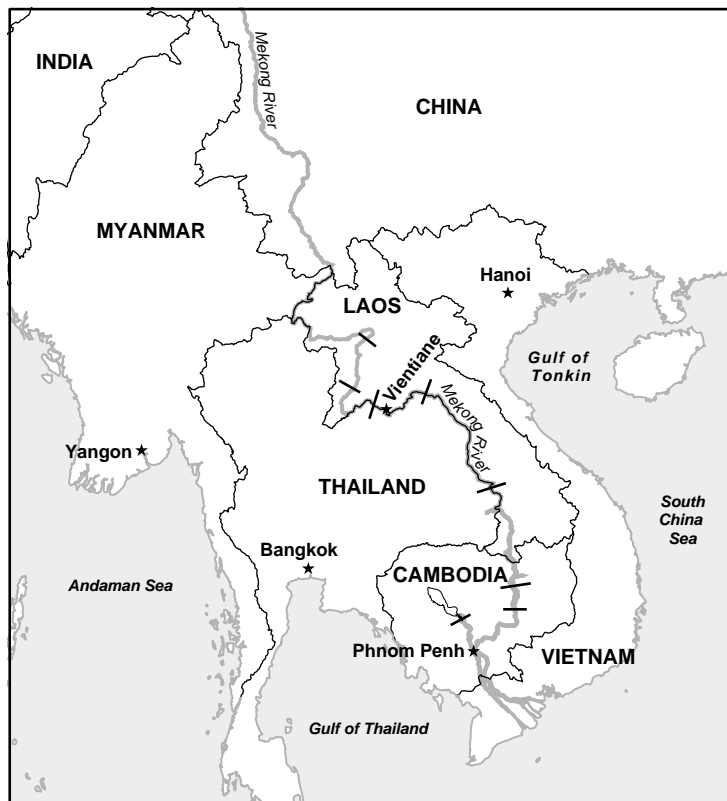 INDIA
Mekong River
CHINA
MYANMAR
Hanoi
LAOS
Vientiane
Gulf of
Tonkin
Mekong River
Yangon
THAILAND
South
China
Sea
Bangkok
Andaman Sea
CAMBODIA
Phnom Penh
VIETNAM
Gulf of Thailand